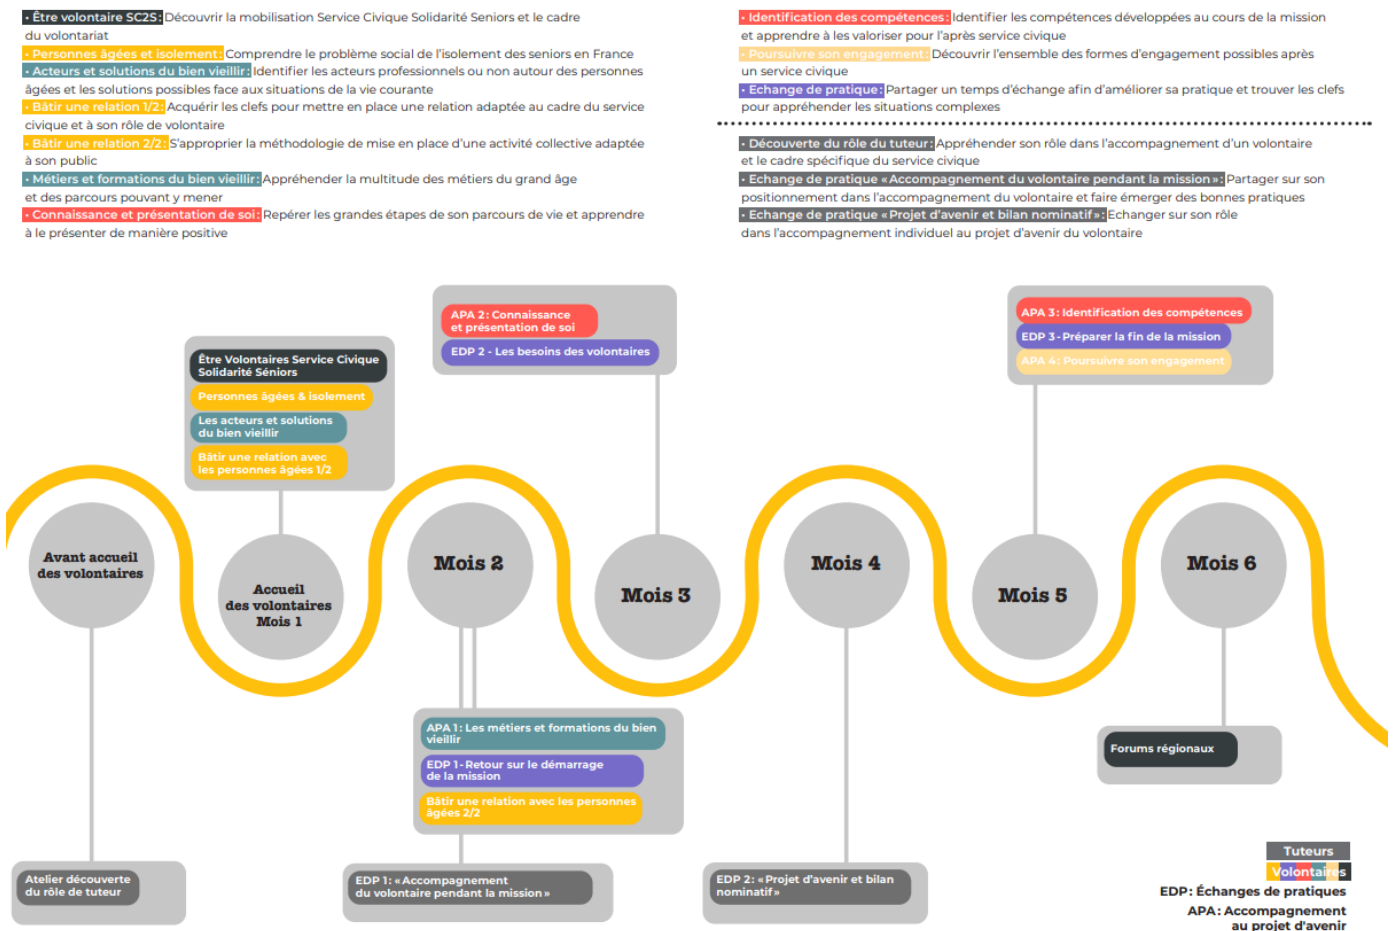 • Être volontaire SC2S : Découvrir la mobilisation Service Civique Solidarité Seniors et le cadre
du volontariat
• Personnes âgées et isolement : Comprendre le problème social de l'isolement des seniors en France
• Acteurs et solutions du bien vieillir : Identifier les acteurs professionnels ou non autour des personnes
âgées et les solutions possibles face aux situations de la vie courante
• Bâtir une relation 1/2 : Acquérir les clefs pour mettre en place une relation adaptée au cadre du service
civique et à son rôle de volontaire
• Bâtir une relation 2/2 : S'approprier la méthodologie de mise en place d'une activité collective adaptée
à son public
• Métiers et formations du bien vieillir : Appréhender la multitude des métiers du grand âge
et des parcours pouvant y mener
• Connaissance et présentation de soi : Repérer les grandes étapes de son parcours de vie et apprendre
à le présenter de manière positive
• Identification des compétences : Identifier les compétences développées au cours de la mission
et apprendre à les valoriser pour l'après service civique
• Poursuivre son engagement : Découvrir l'ensemble des formes d'engagement possibles après
un service civique
• Echange de pratique : Partager un temps d'échange afin d'améliorer sa pratique et trouver les clefs
pour appréhender les situations complexes
• Découverte du rôle du tuteur : Appréhender son rôle dans l'accompagnement d'un volontaire
et le cadre spécifique du service civique
• Echange de pratique « Accompagnement du volontaire pendant la mission » : Partager sur son
positionnement dans l'accompagnement du volontaire et faire émerger des bonnes pratiques
• Echange de pratique « Projet d'avenir et bilan nominatif » : Echanger sur son rôle
dans l'accompagnement individuel au projet d'avenir du volontaire
Être Volontaires Service Civique
Solidarité Séniors
Personnes âgées & isolement
Les acteurs et solutions
du bien vieillir
Bâtir une relation avec
les personnes âgées 1/2
APA 2 : Connaissance
et présentation de soi
EDP 2 - Les besoins des volontaires
APA 3 : Identification des compétences
EDP 3 - Préparer la fin de la mission
APA 4 : Poursuivre son engagement
Avant accueil
des volontaires
Accueil
des volontaires
Mois 1
Mois 2
Mois 3
Mois 4
Mois 5
Mois 6
APA 1 : Les métiers et formations du bien
vieillir
EDP 1 - Retour sur le démarrage
de la mission
Bâtir une relation avec les personnes
âgées 2/2
Forums régionaux
Atelier découverte
du rôle de tuteur
EDP 1 : « Accompagnement
du volontaire pendant la mission »
EDP 2 : « Projet d'avenir et bilan
nominatif »
Tuteurs
Volontaires
EDP : Échanges de pratiques
APA : Accompagnement
au projet d'avenir